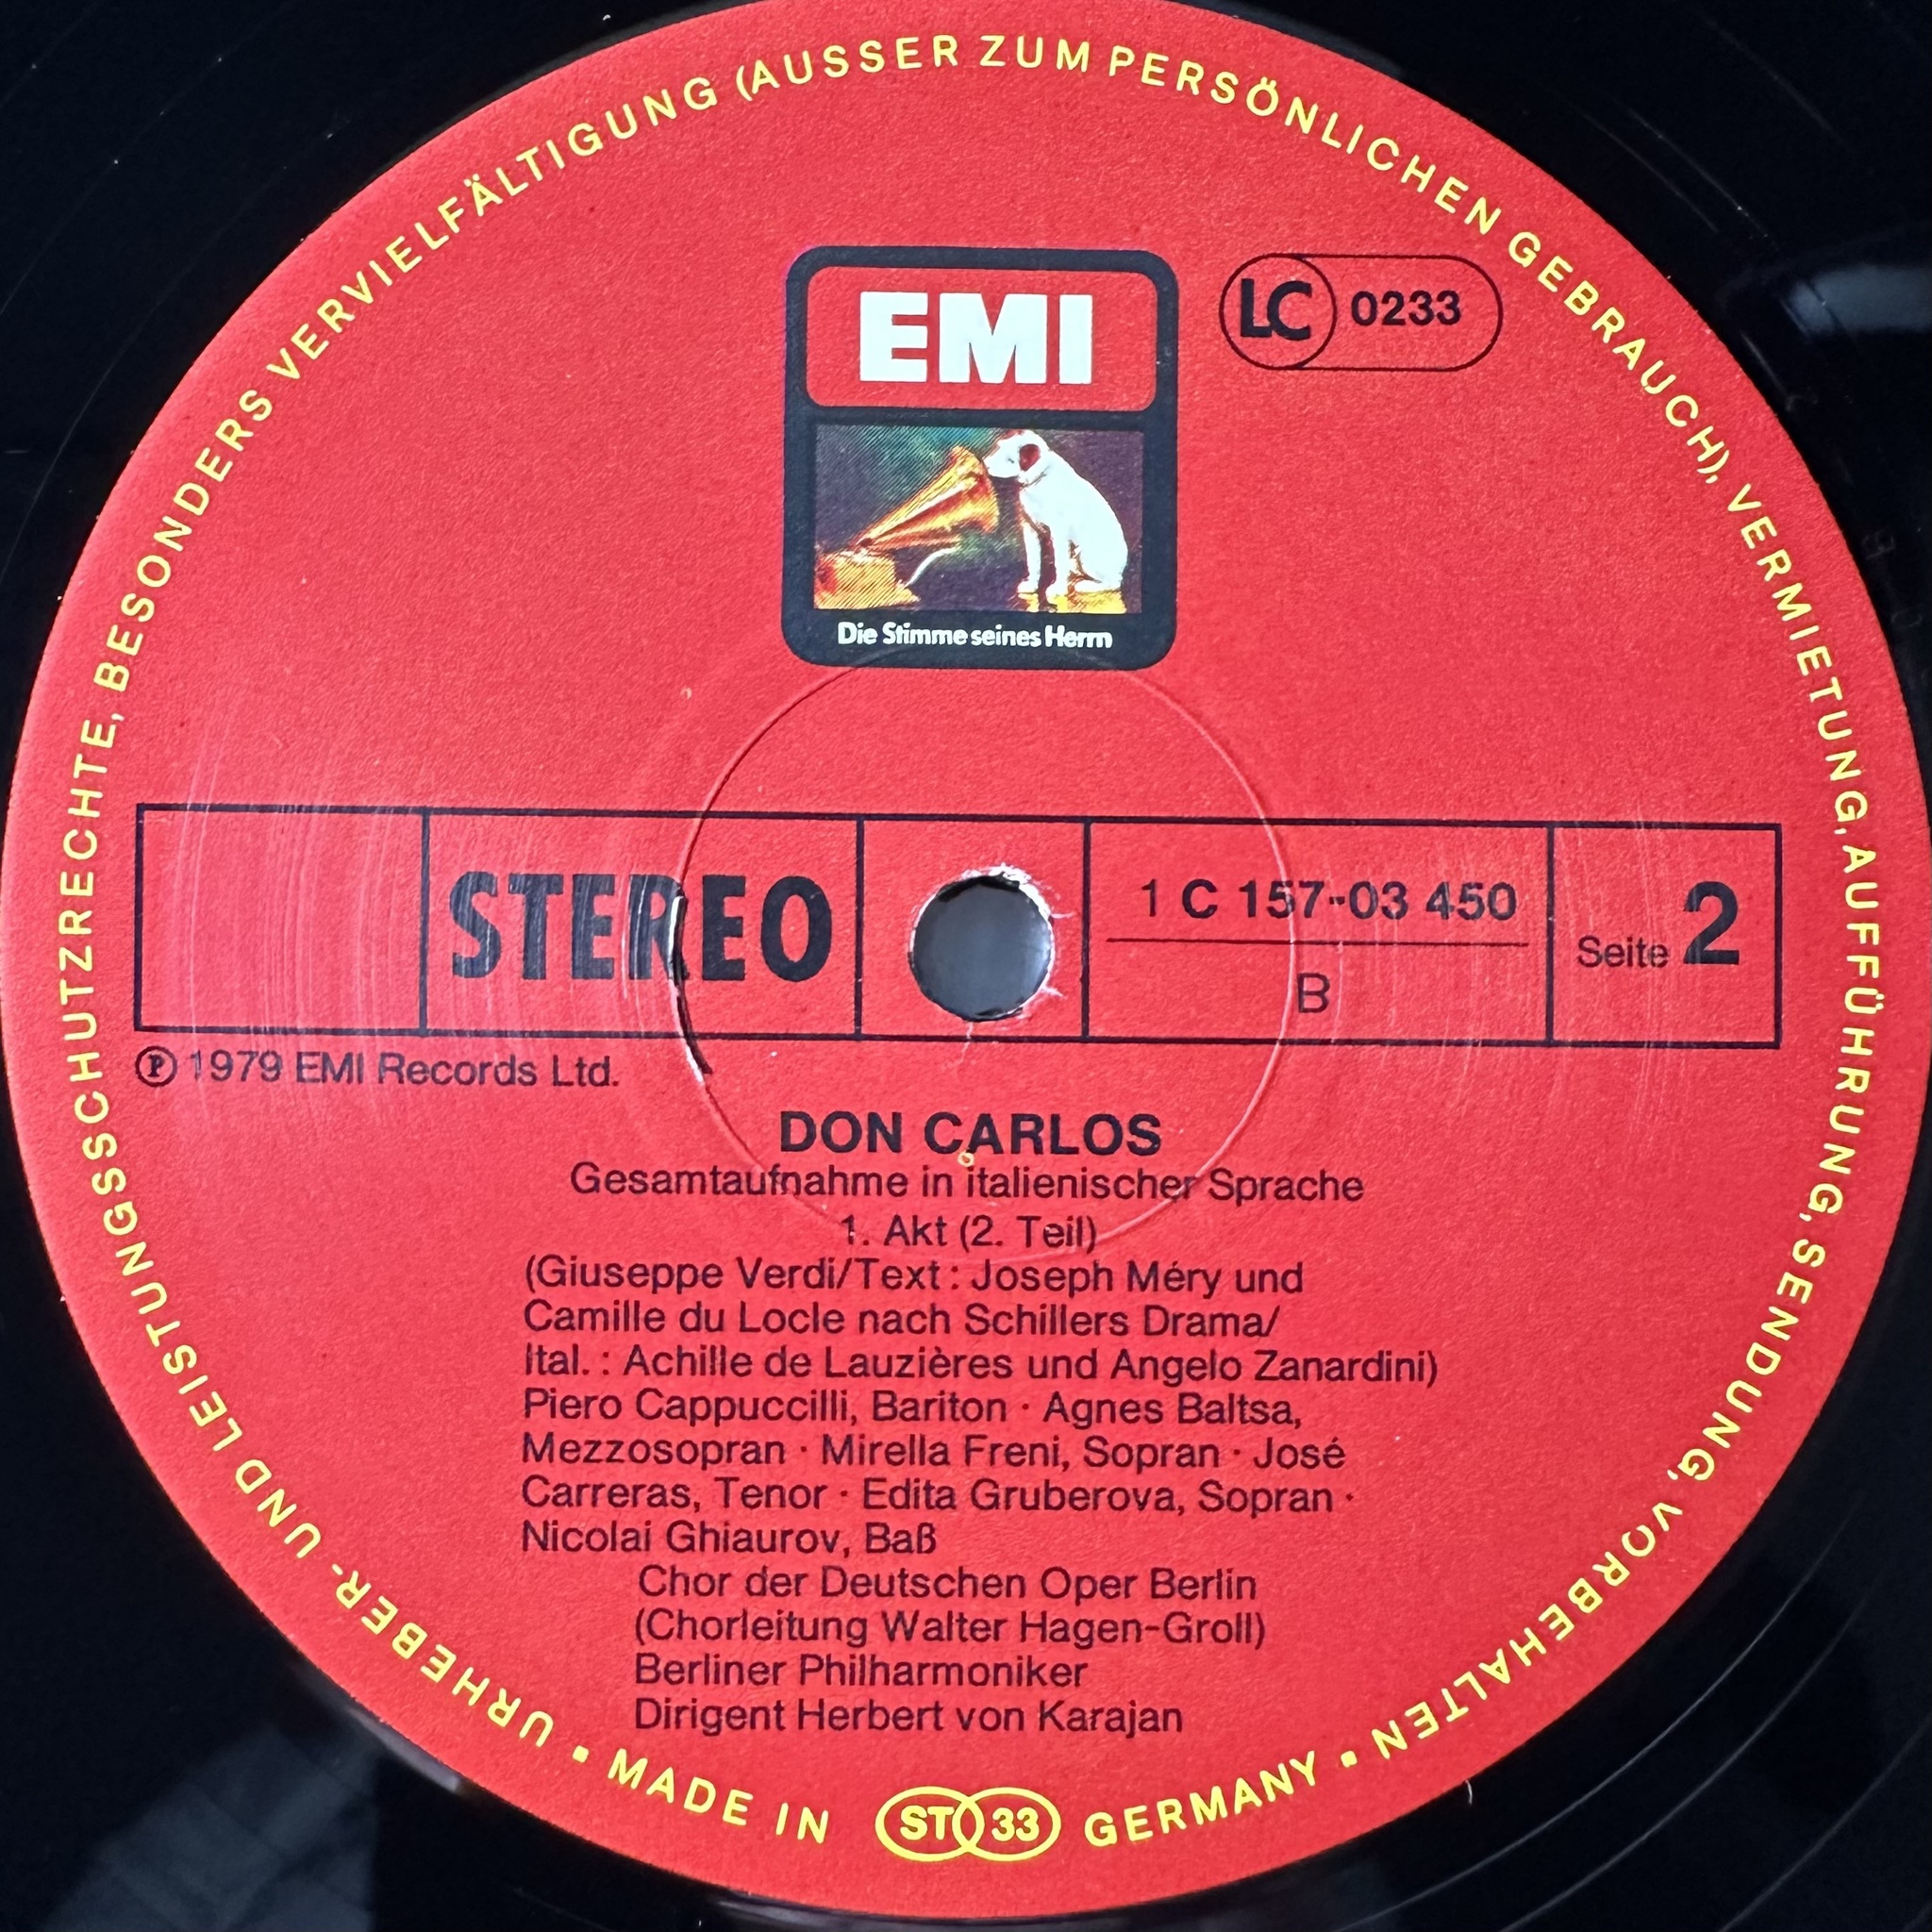 URHEBER- UND LEISTUNGSSCHUTZRECHTE, BESONDERS VERVIELFÄLTIGUNG (AUSSER ZUM PERSÖNLICHEN GEBRAUCH), VERMIETUNG, AUFFÜHRUNG, SENDUNG, VORBEHALTEN
EMI
LC 0233
Die Stimme seines Herrn
STEREO
1 C 157-03 450
B
Seite 2
Ⓟ 1979 EMI Records Ltd.
DON CARLOS
Gesamtaufnahme in italienischer Sprache
1. Akt (2. Teil)
(Giuseppe Verdi/Text: Joseph Méry und
Camille du Locle nach Schillers Drama/
Ital.: Achille de Lauzières und Angelo Zanardini)
Piero Cappuccilli, Bariton · Agnes Baltsa,
Mezzosopran · Mirella Freni, Sopran · José
Carreras, Tenor · Edita Gruberova, Sopran ·
Nicolai Ghiaurov, Baß
Chor der Deutschen Oper Berlin
(Chorleitung Walter Hagen-Groll)
Berliner Philharmoniker
Dirigent Herbert von Karajan
• MADE IN ST 33 GERMANY •